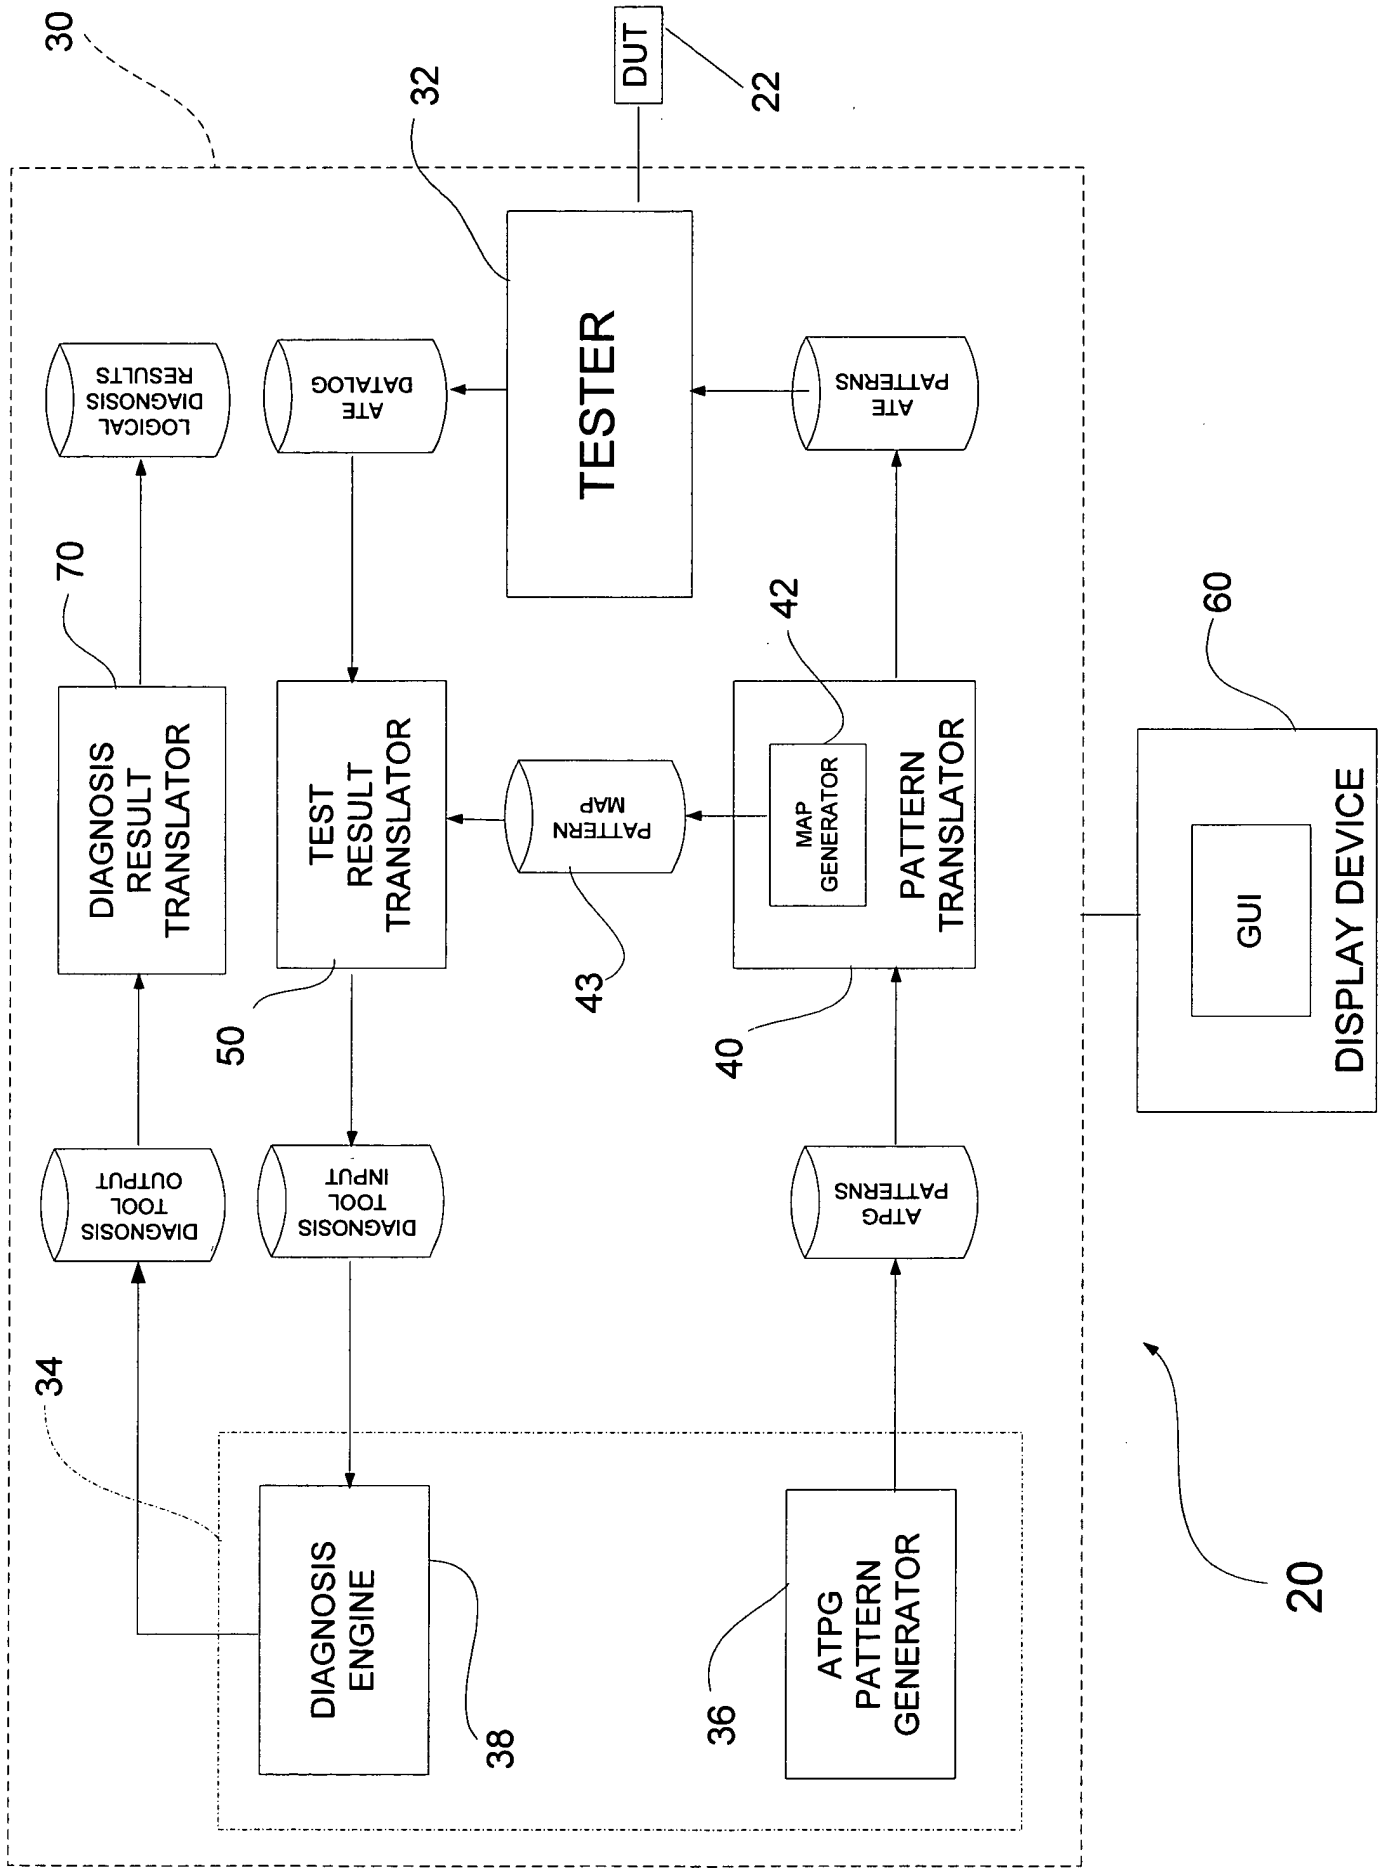 30
34
DIAGNOSIS
TOOL
OUTPUT
DIAGNOSIS
RESULT
TRANSLATOR
70
LOGICAL
DIAGNOSIS
RESULTS
DIAGNOSIS
ENGINE
38
DIAGNOSIS
TOOL
INPUT
TEST
RESULT
TRANSLATOR
50
ATE
DATALOG
PATTERN
MAP
43
TESTER
32
DUT
22
ATPG
PATTERN
GENERATOR
36
ATPG
PATTERNS
MAP
GENERATOR
42
PATTERN
TRANSLATOR
40
ATE
PATTERNS
GUI
DISPLAY DEVICE
60
20